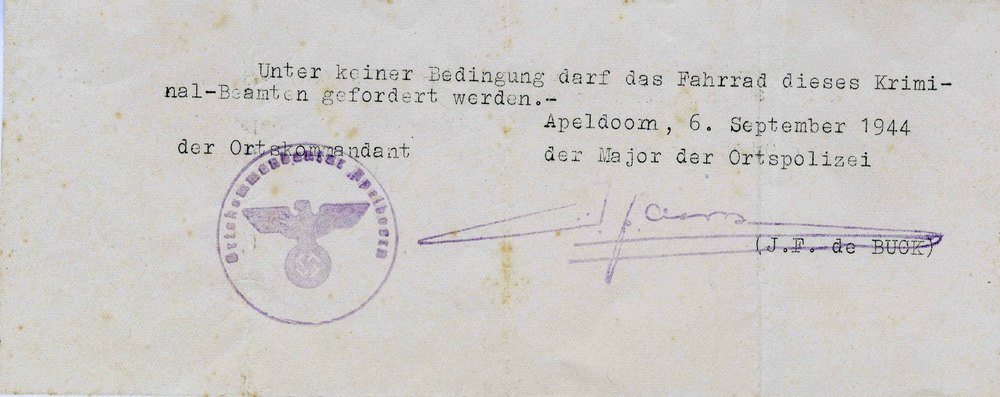 Unter keiner Bedingung darf das Fahrrad dieses Krimi-
nal-Beamten gefordert werden.-
Apeldoorn, 6. September 1944
der Ortskommandant
der Major der Ortspolizei
Ortskommandantur Apeldoorn
(J.F. de BUCK)